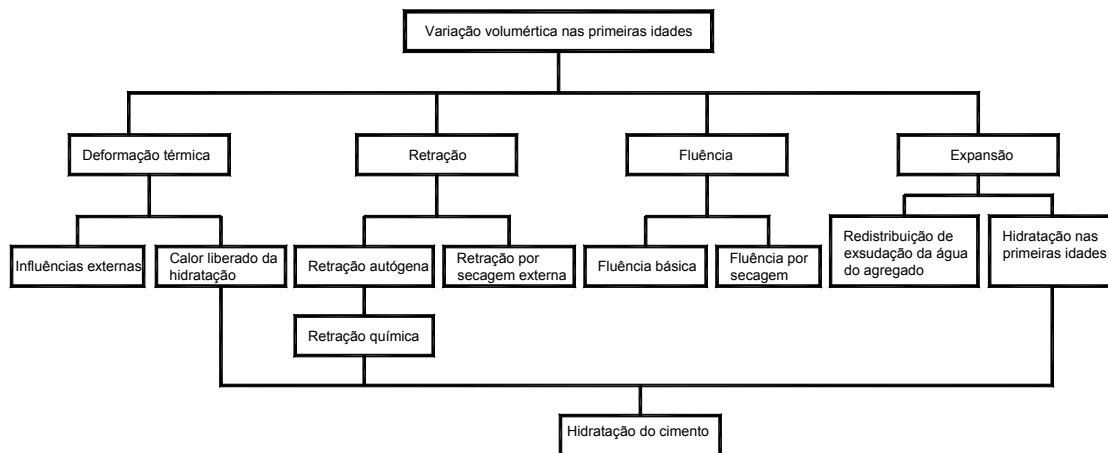 Variação volumértica nas primeiras idades
Deformação térmica
Retração
Fluência
Expansão
Influências externas
Calor liberado da
hidratação
Retração autógena
Retração por
secagem externa
Fluência básica
Fluência por
secagem
Redistribuição de
exsudação da água
do agregado
Hidratação nas
primeiras idades
Retração química
Hidratação do cimento